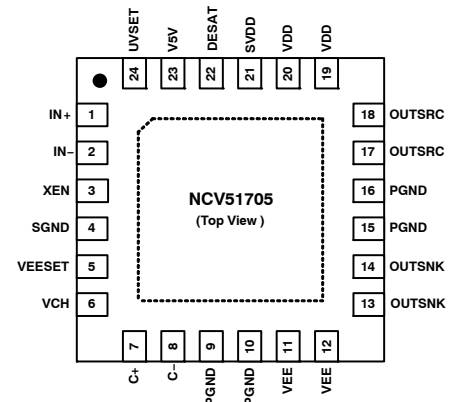 UVSET
V5V
DESAT
SVDD
VDD
VDD
24
23
22
21
20
19
IN+ 1
IN− 2
XEN 3
SGND 4
VEESET 5
VCH 6
18 OUTSRC
17 OUTSRC
16 PGND
15 PGND
14 OUTSNK
13 OUTSNK
NCV51705
(Top View )
7
8
9
10
11
12
C+
C−
PGND
PGND
VEE
VEE